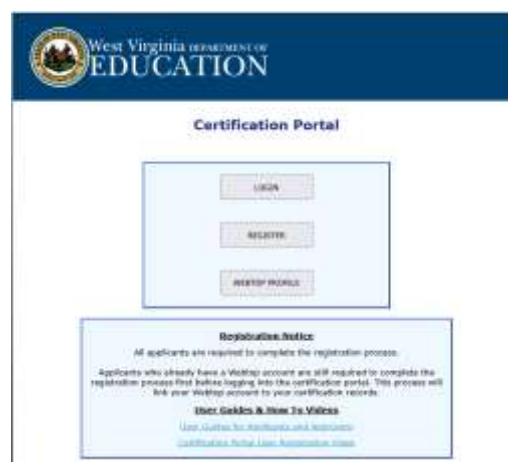 West Virginia DEPARTMENT OF
EDUCATION
Certification Portal
LOGIN
REGISTER
WEBTOP PROFILE
Registration Notice
All applicants are required to complete the registration process.
Applicants who already have a Webtop account are still required to complete the
registration process first before logging into the certification portal. This process will
link your Webtop account to your certification records.
User Guides & How To Videos
User Guides for Applicants and Approvers
Certification Portal User Registration Video